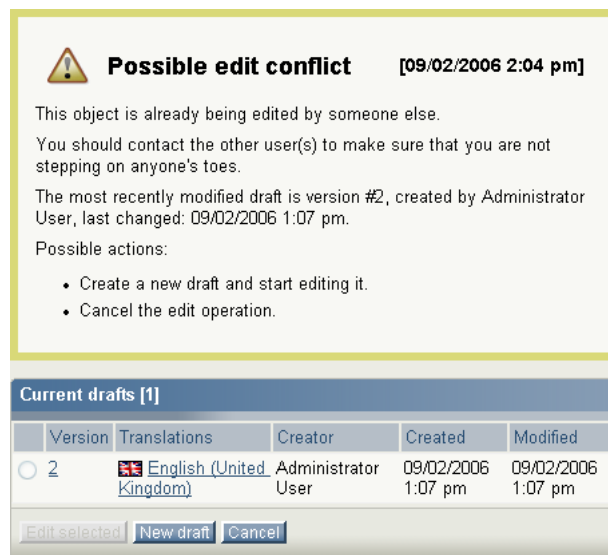 Possible edit conflict [09/02/2006 2:04 pm]
This object is already being edited by someone else.
You should contact the other user(s) to make sure that you are not
stepping on anyone's toes.
The most recently modified draft is version #2, created by Administrator
User, last changed: 09/02/2006 1:07 pm.
Possible actions:
• Create a new draft and start editing it.
• Cancel the edit operation.
Current drafts [1]
Version Translations Creator Created Modified
2 English (United Administrator 09/02/2006 09/02/2006
Kingdom) User 1:07 pm 1:07 pm
Edit selected New draft Cancel